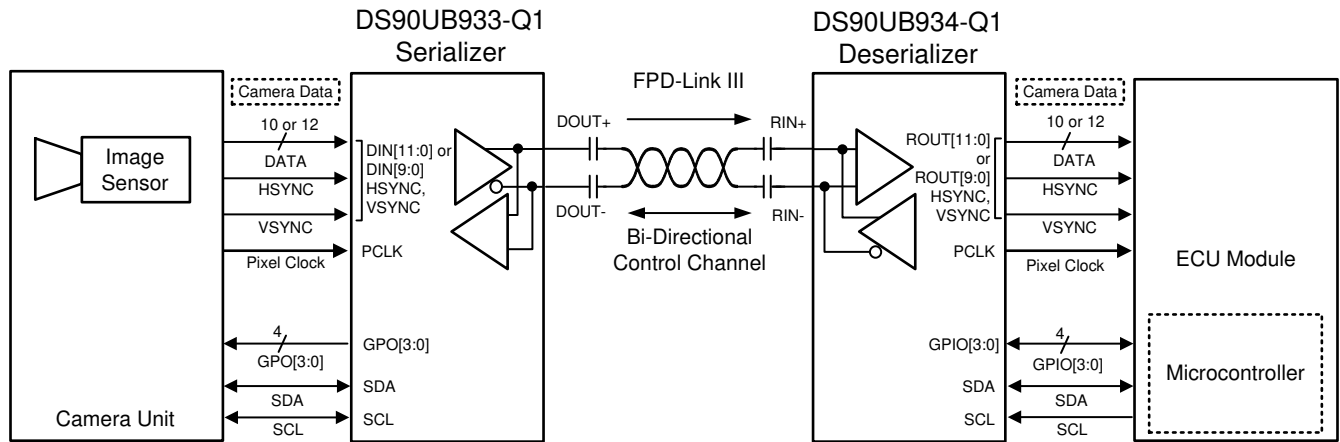 DS90UB933-Q1
Serializer
DS90UB934-Q1
Deserializer
Camera Data
FPD-Link III
Camera Data
Image
Sensor
10 or 12
DATA
HSYNC
VSYNC
Pixel Clock
4
GPO[3:0]
SDA
SCL
Camera Unit
DIN[11:0] or
DIN[9:0]
HSYNC,
VSYNC
PCLK
GPO[3:0]
SDA
SCL
DOUT+
DOUT-
Bi-Directional
Control Channel
RIN+
RIN-
ROUT[11:0]
or
ROUT[9:0]
HSYNC,
VSYNC
PCLK
GPIO[3:0]
SDA
SCL
10 or 12
DATA
HSYNC
VSYNC
Pixel Clock
4
GPIO[3:0]
SDA
SCL
ECU Module
Microcontroller